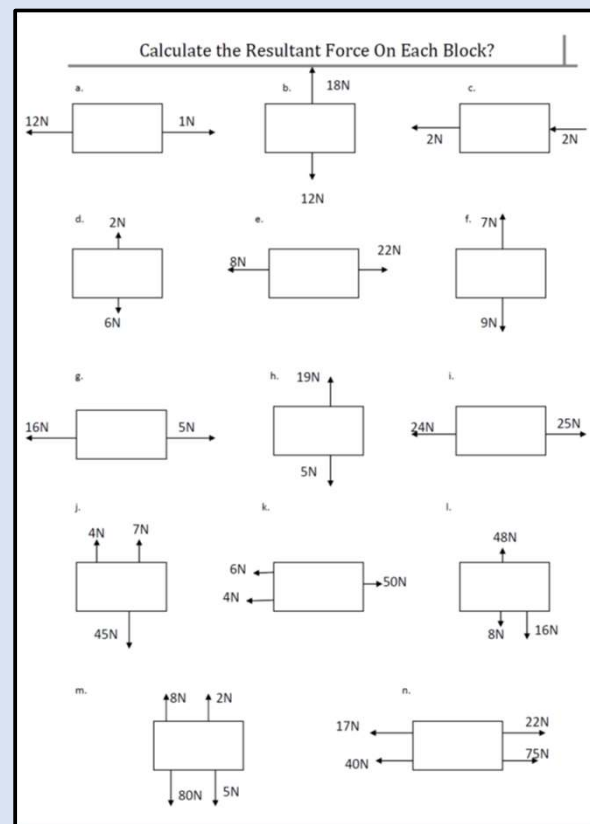 Calculate the Resultant Force On Each Block?
a.
12N
1N
b.
18N
12N
c.
2N
2N
d.
2N
6N
e.
8N
22N
f.
7N
9N
g.
16N
5N
h.
19N
5N
i.
24N
25N
j.
4N
7N
45N
k.
6N
4N
50N
l.
48N
8N
16N
m.
8N
2N
80N
5N
n.
17N
40N
22N
75N